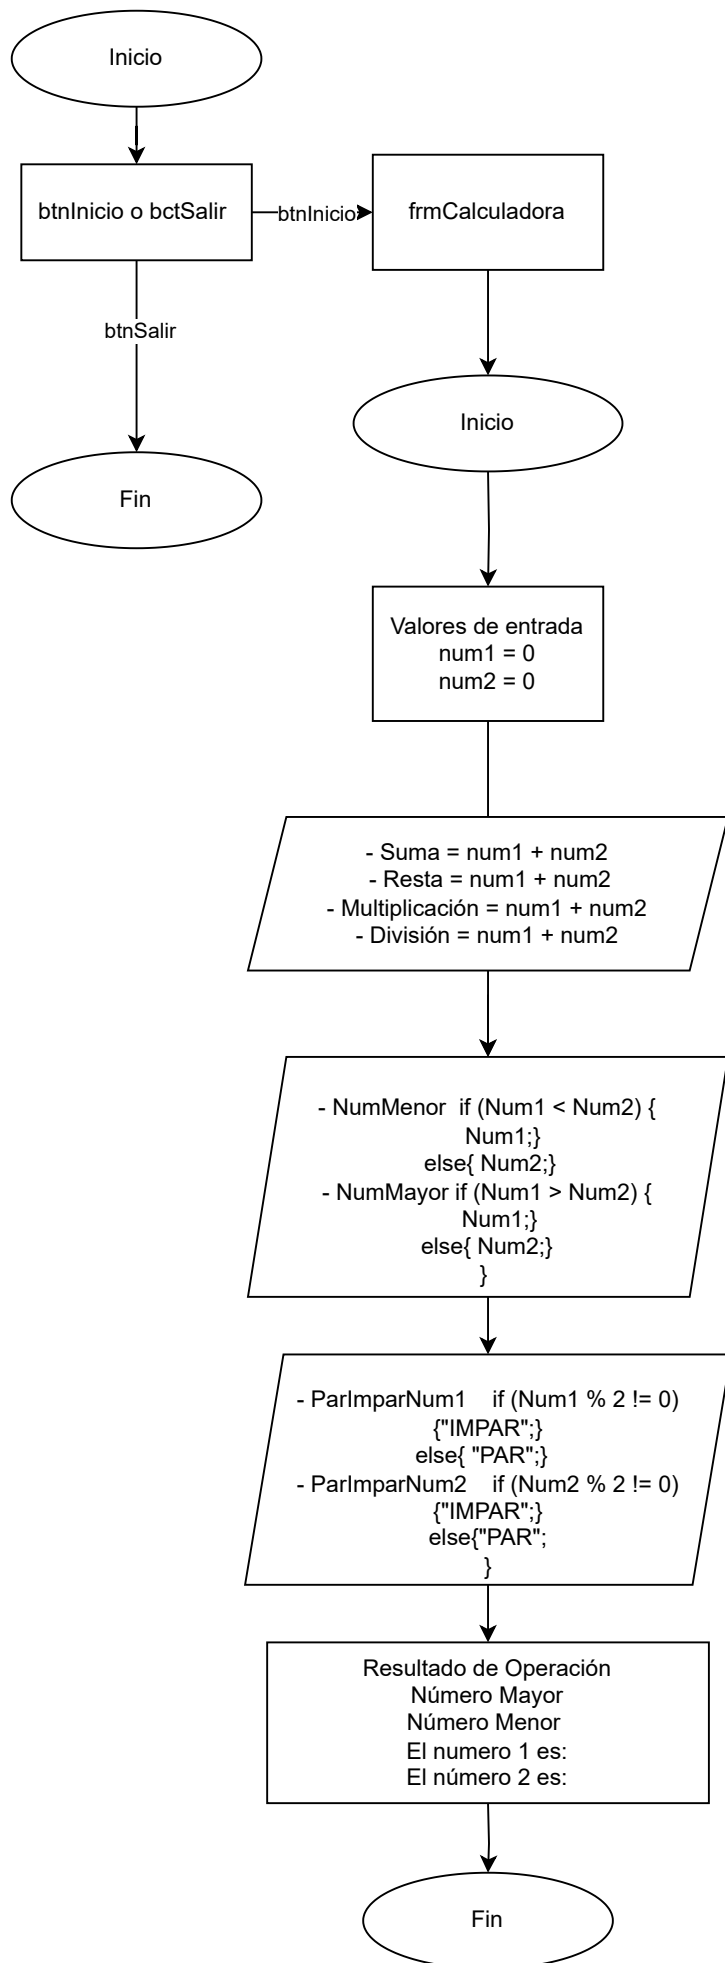 Inicio
btnInicio o bctSalir
btnInicio
frmCalculadora
btnSalir
Inicio
Fin
Valores de entrada
num1 = 0
num2 = 0
- Suma = num1 + num2
- Resta = num1 + num2
- Multiplicación = num1 + num2
- División = num1 + num2
- NumMenor  if (Num1 < Num2) {
Num1;}
else{ Num2;}
- NumMayor if (Num1 > Num2) {
Num1;}
else{ Num2;}
}
- ParImparNum1    if (Num1 % 2 != 0)
{"IMPAR";}
else{ "PAR";}
- ParImparNum2    if (Num2 % 2 != 0)
{"IMPAR";}
else{"PAR";
}
Resultado de Operación
Número Mayor
Número Menor
El numero 1 es:
El número 2 es:
Fin